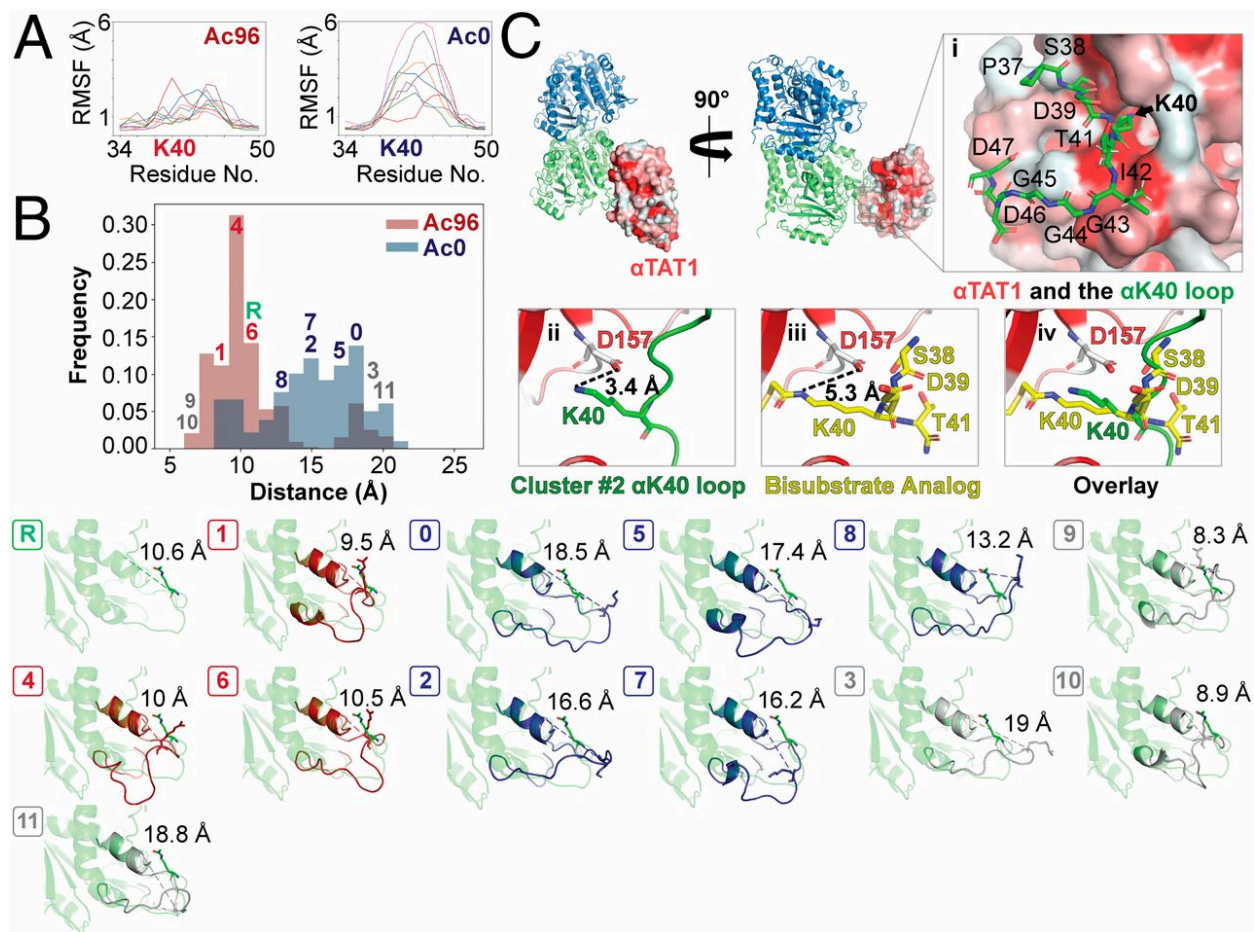 A
RMSF (Å)
6
1
Ac96
34
K40
50
Residue No.
RMSF (Å)
6
1
Ac0
34
K40
50
Residue No.
B
Frequency
0.30
0.25
0.20
0.15
0.10
0.05
0.00
5
10
15
20
25
Distance (Å)
Ac96
Ac0
4
R
6
1
9
10
8
7
2
5
0
3
11
C
90°
αTAT1
i
S38
P37
D39
K40
T41
D47
G45
I42
D46
G44
G43
αTAT1 and the αK40 loop
ii
D157
3.4 Å
K40
Cluster #2 αK40 loop
iii
D157
S38
D39
5.3 Å
K40
T41
Bisubstrate Analog
iv
D157
S38
D39
K40
K40
T41
Overlay
R
10.6 Å
1
9.5 Å
0
18.5 Å
5
17.4 Å
8
13.2 Å
9
8.3 Å
4
10 Å
6
10.5 Å
2
16.6 Å
7
16.2 Å
3
19 Å
10
8.9 Å
11
18.8 Å